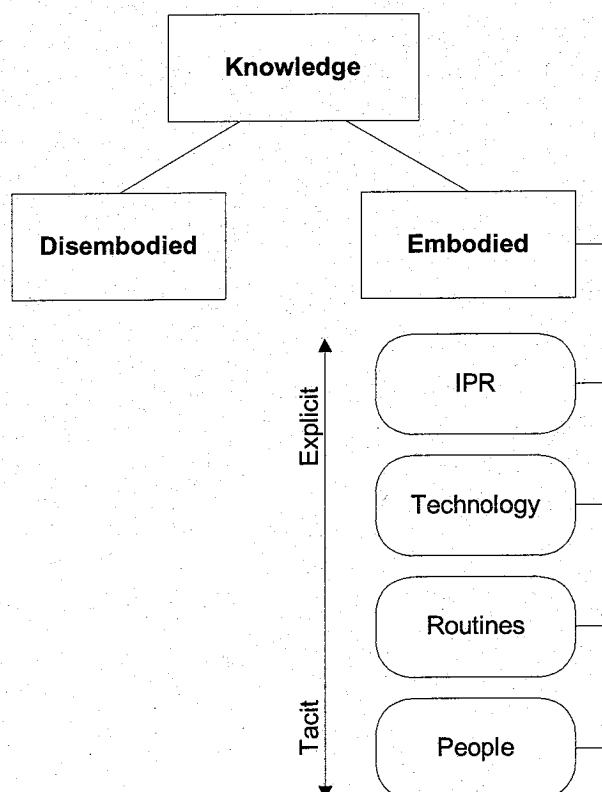 Knowledge
Disembodied
Embodied
Explicit
IPR
Technology
Routines
Tacit
People